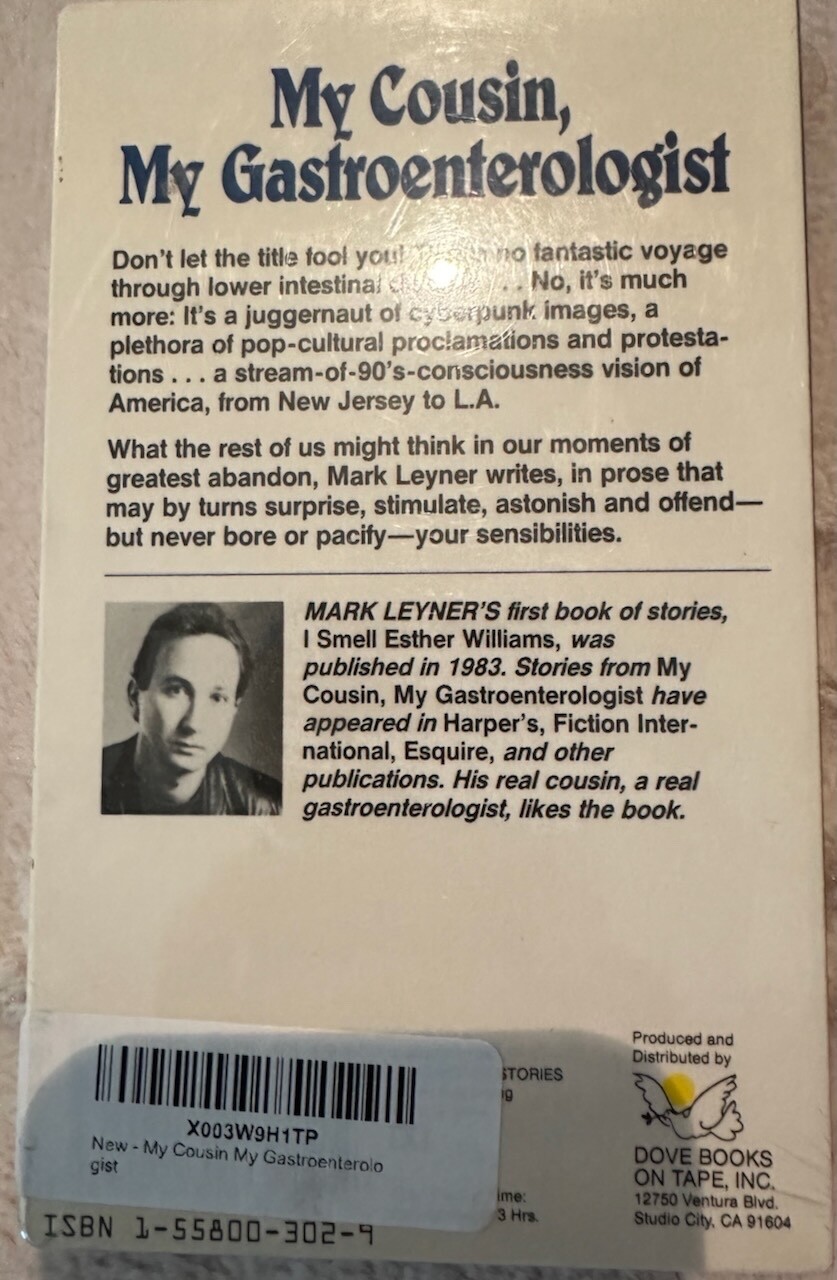 My Cousin,
My Gastroenterologist
Don't let the title fool you! no fantastic voyage
through lower intestinal . . No, it's much
more: It's a juggernaut of cyberpunk images, a
plethora of pop-cultural proclamations and protesta-
tions . . . a stream-of-90's-consciousness vision of
America, from New Jersey to L.A.
What the rest of us might think in our moments of
greatest abandon, Mark Leyner writes, in prose that
may by turns surprise, stimulate, astonish and offend—
but never bore or pacify—your sensibilities.
MARK LEYNER'S first book of stories,
I Smell Esther Williams, was
published in 1983. Stories from My
Cousin, My Gastroenterologist have
appeared in Harper's, Fiction Inter-
national, Esquire, and other
publications. His real cousin, a real
gastroenterologist, likes the book.
X003W9H1TP
New - My Cousin My Gastroenterolo
gist
STORIES
3 Hrs.
ISBN 1-55800-302-9
Produced and
Distributed by
DOVE BOOKS
ON TAPE, INC.
12750 Ventura Blvd.
Studio City, CA 91604